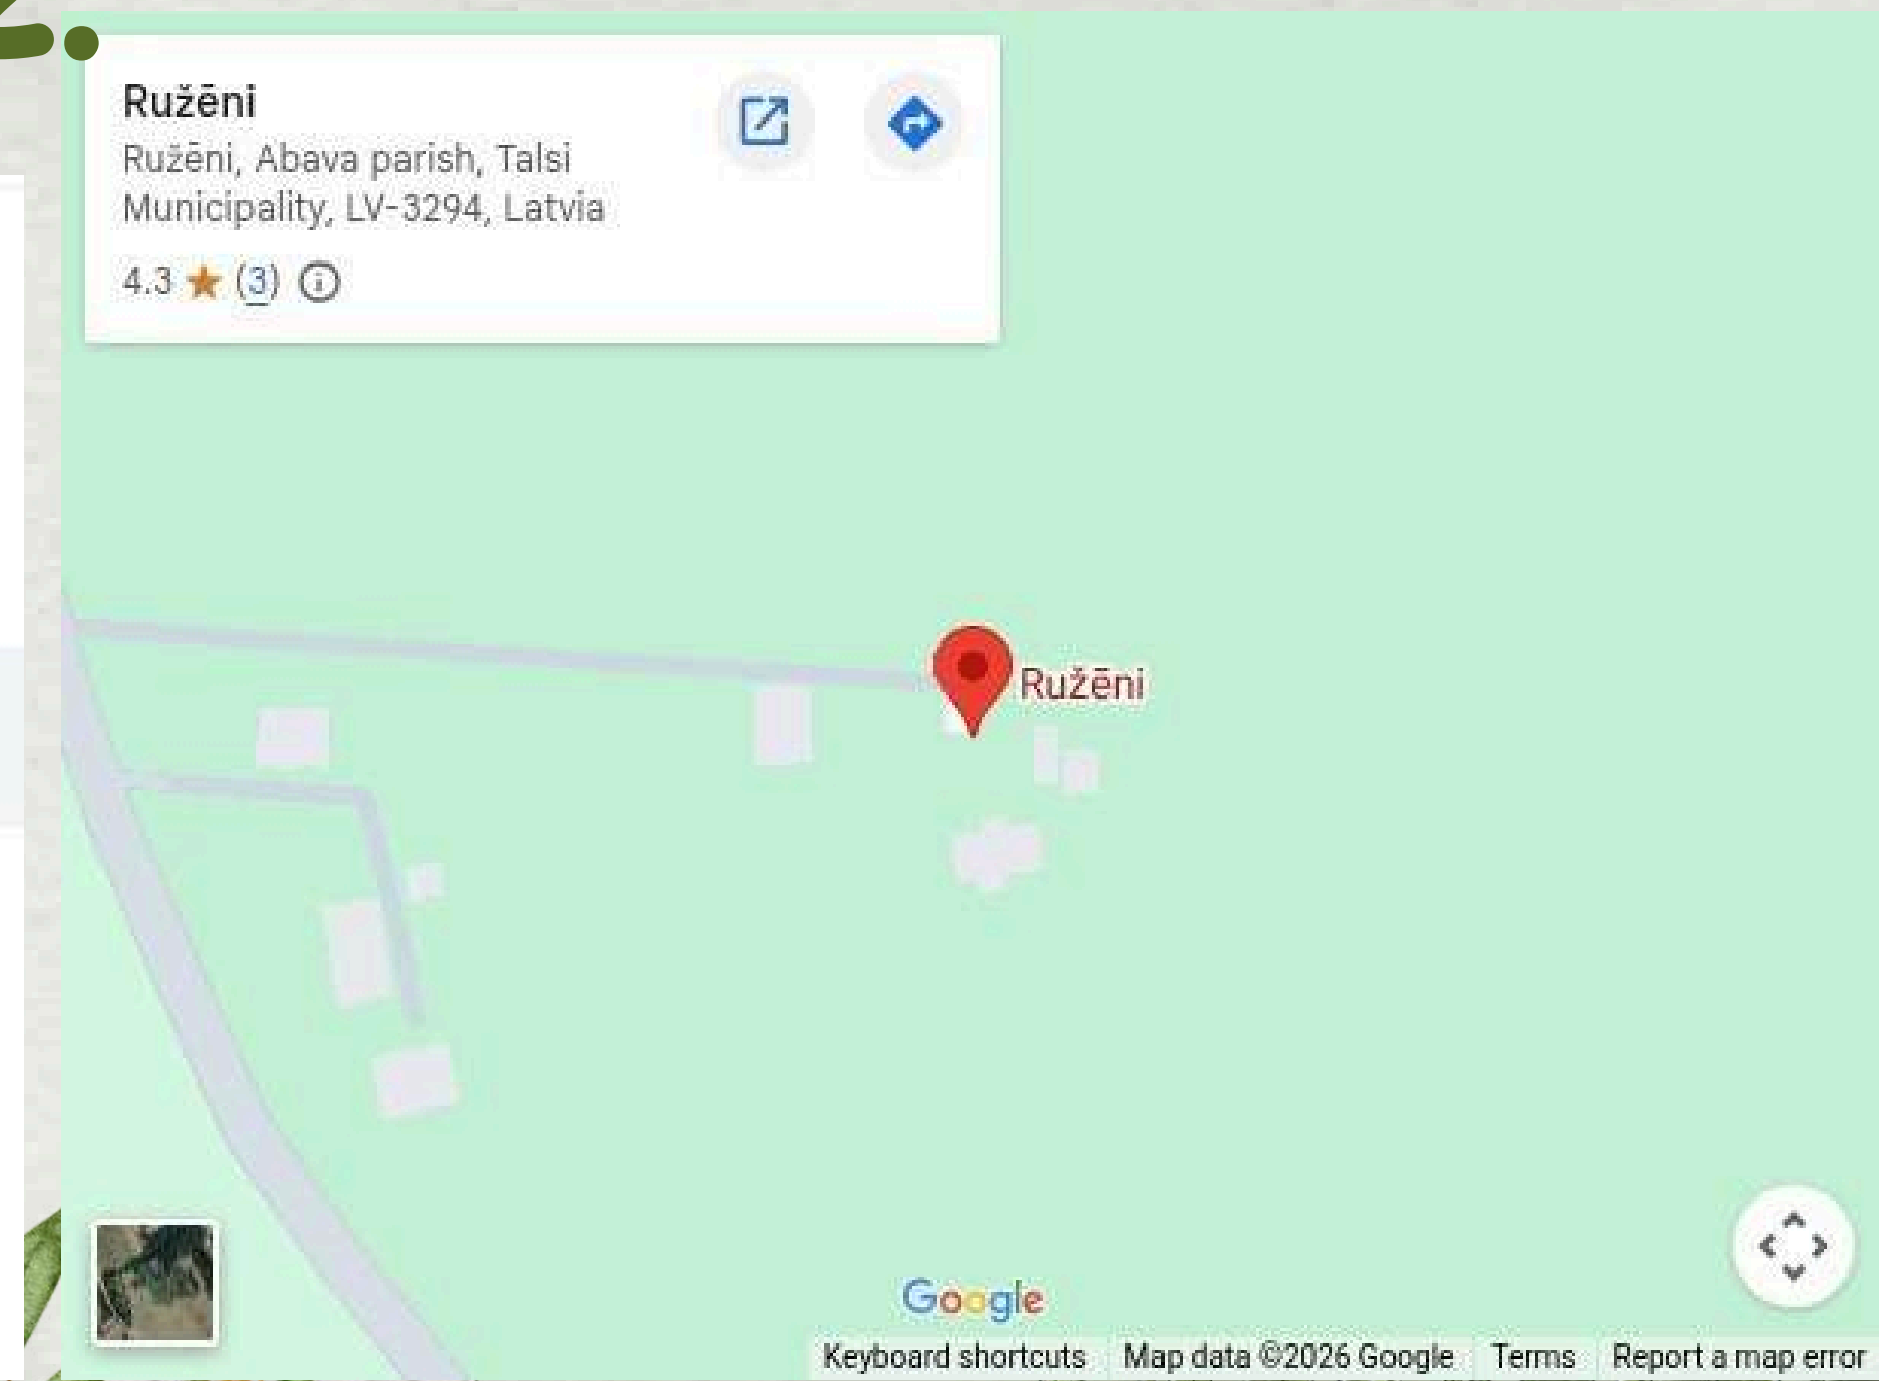 Ružēni
Ružēni, Abava parish, Talsi
Municipality, LV-3294, Latvia
4.3 ★ (3)
Ružēni
Google
Keyboard shortcuts Map data ©2026 Google Terms Report a map error